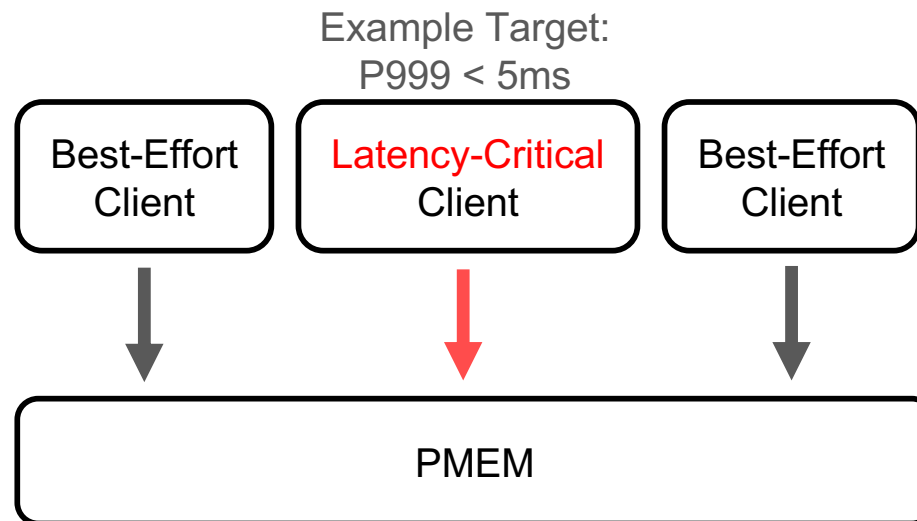 Example Target:
P999 < 5ms
Best-Effort
Client
Latency-Critical
Client
Best-Effort
Client
PMEM